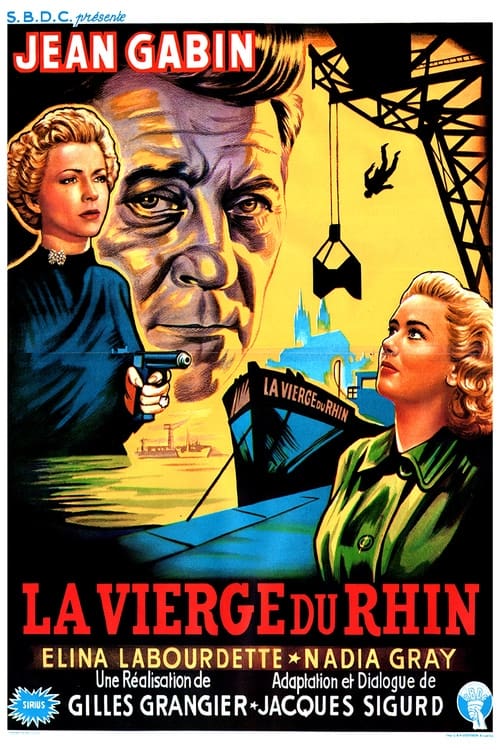 S.B.D.C. présente
JEAN GABIN
LA VIERGE DU RHIN
LA VIERGE DU RHIN
ELINA LABOURDETTE ★ NADIA GRAY
Une Réalisation de Adaptation et Dialogue de
GILLES GRANGIER ★ JACQUES SIGURD
SIRIUS